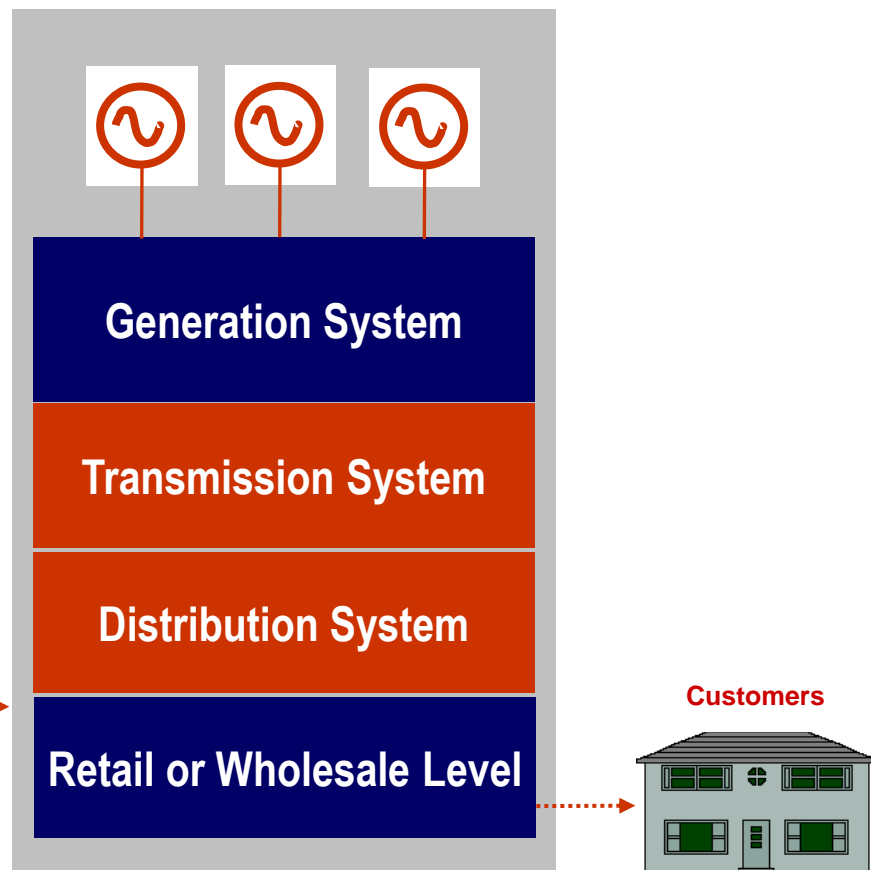 Generation System
Transmission System
Distribution System
Customers
Retail or Wholesale Level